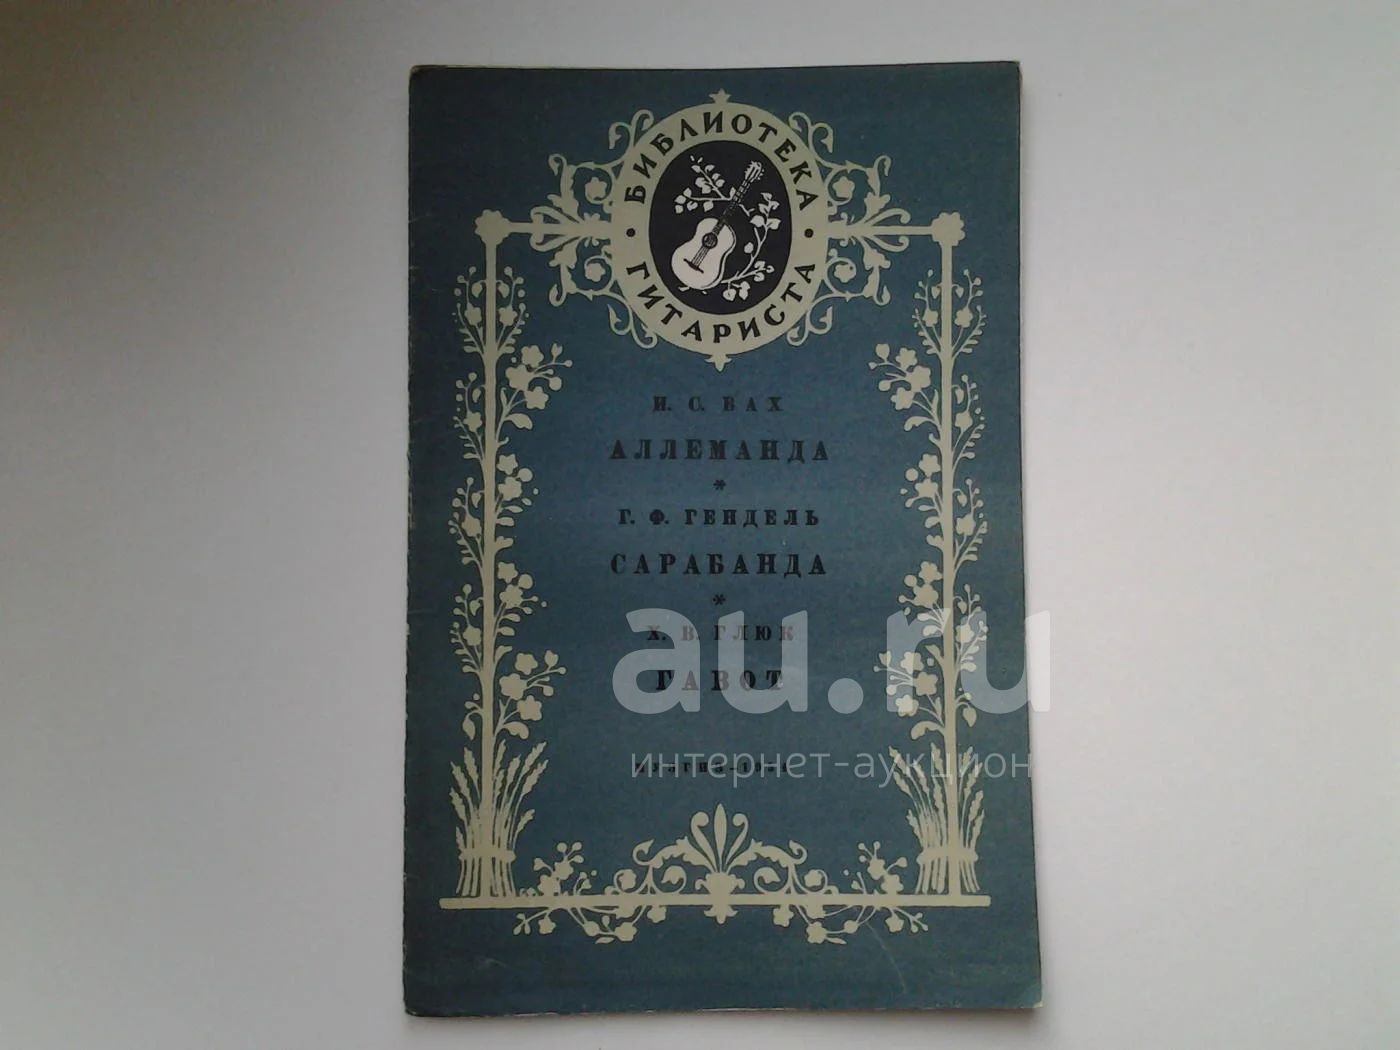 БИБЛИОТЕКА
ГИТАРИСТА
И. С. БАХ
АЛЛЕМАНДА
*
Г. Ф. ГЕНДЕЛЬ
САРАБАНДА
*
Х. В. ГЛЮК
ГАВОТ
au.ru
интернет-аукцион